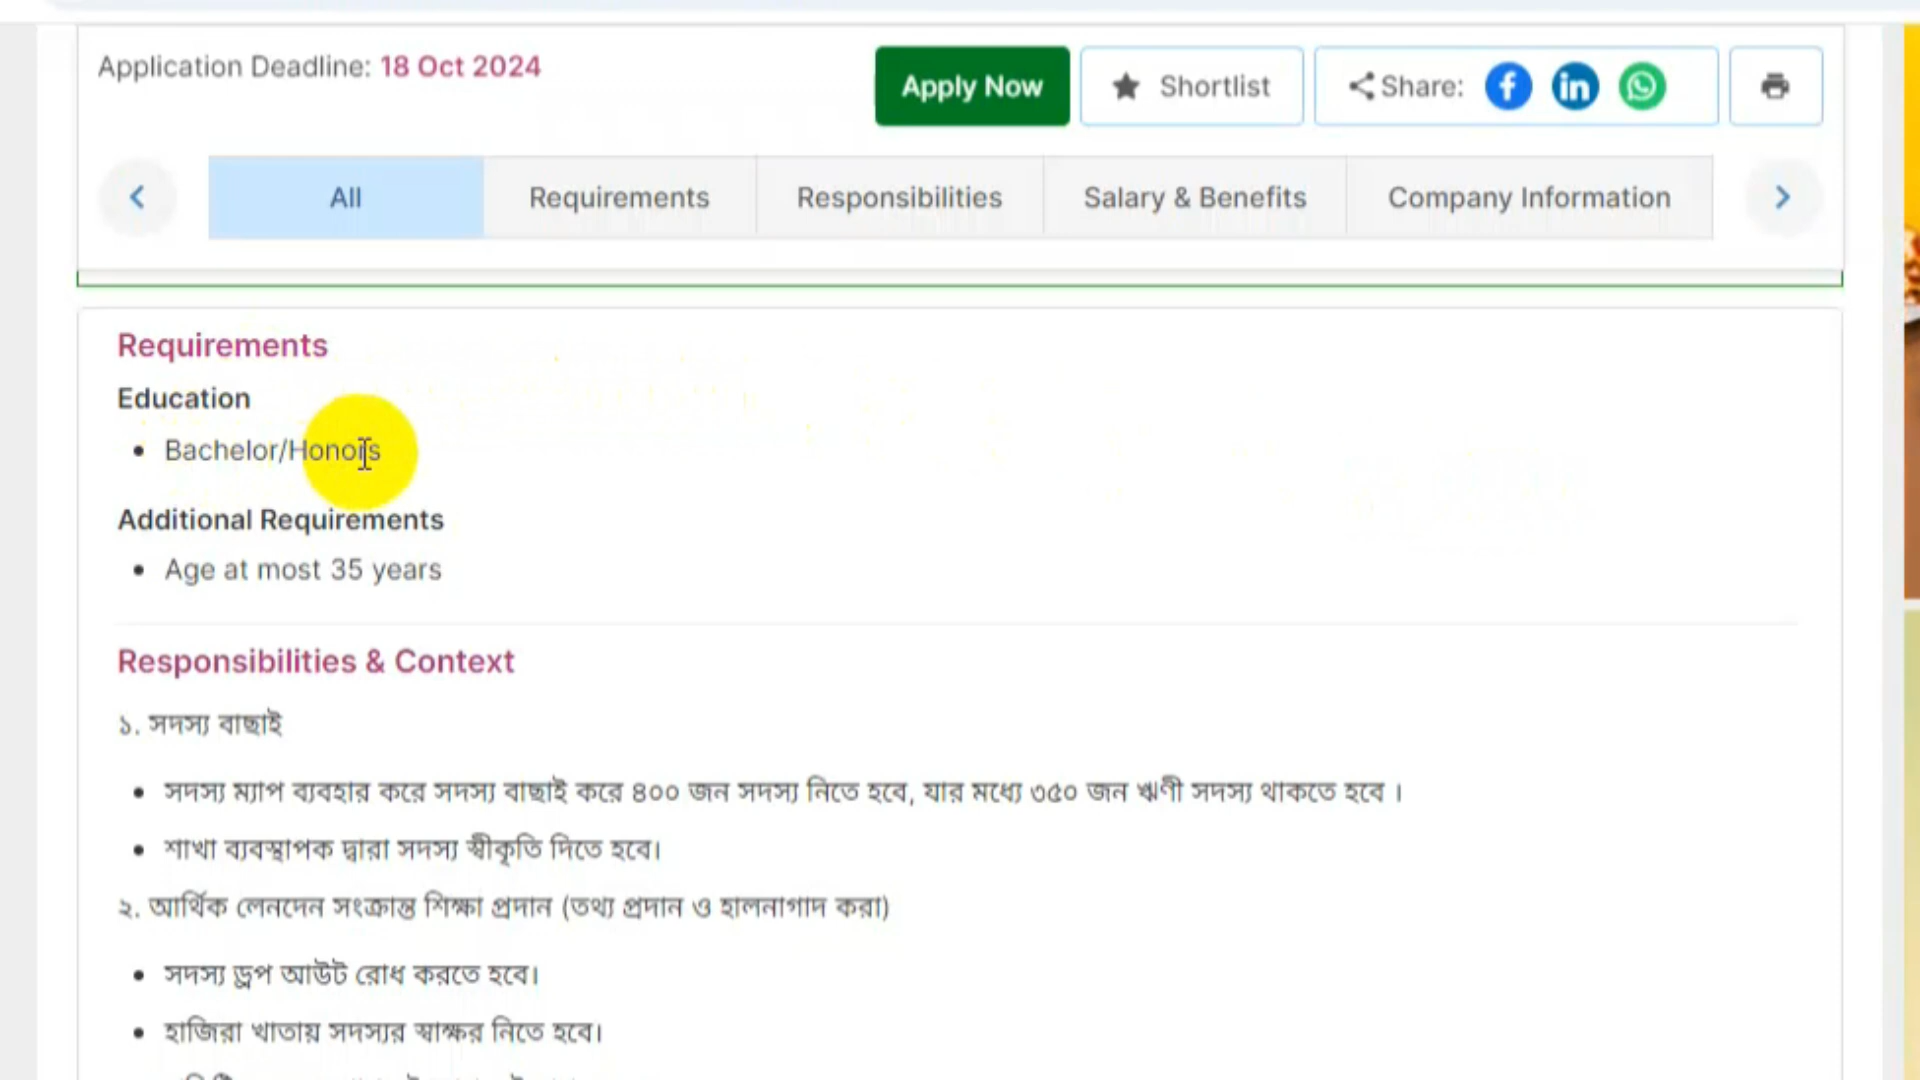 Application Deadline: 18 Oct 2024
Apply Now
Shortlist
Share:
All
Requirements
Responsibilities
Salary & Benefits
Company Information
Requirements
Education
Bachelor/Honors
Additional Requirements
Age at most 35 years
Responsibilities & Context
১. সদস্য বাছাই
সদস্য ম্যাপ ব্যবহার করে সদস্য বাছাই করে ৪০০ জন সদস্য নিতে হবে, যার মধ্যে ৩৫০ জন ঋণী সদস্য থাকতে হবে ।
শাখা ব্যবস্থাপক দ্বারা সদস্য স্বীকৃতি দিতে হবে।
২. আর্থিক লেনদেন সংক্রান্ত শিক্ষা প্রদান (তথ্য প্রদান ও হালনাগাদ করা)
সদস্য ড্রপ আউট রোধ করতে হবে।
হাজিরা খাতায় সদস্যর স্বাক্ষর নিতে হবে।